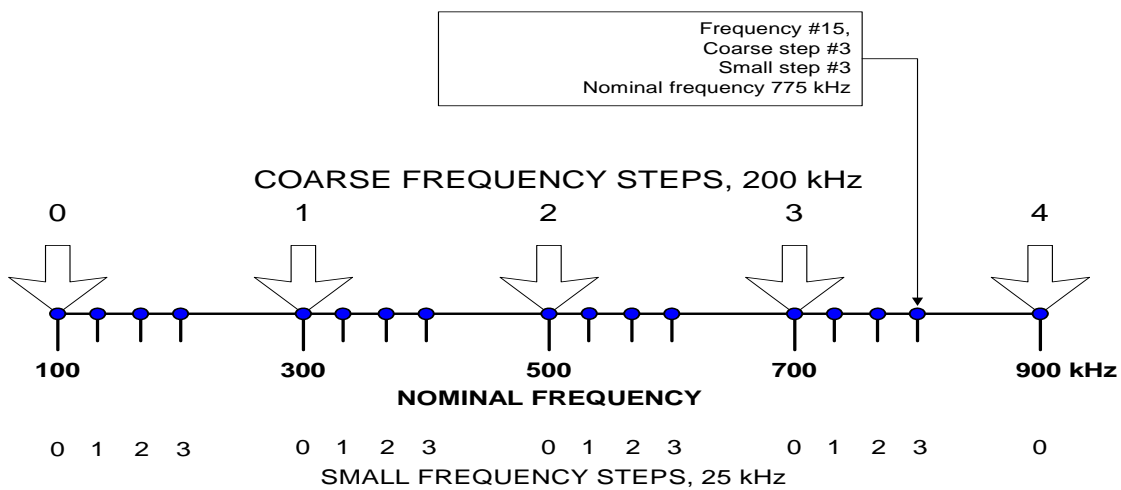 Frequency #15,
Coarse step #3
Small step #3
Nominal frequency 775 kHz
COARSE FREQUENCY STEPS, 200 kHz
0 1 2 3 4
100 300 500 700 900 kHz
NOMINAL FREQUENCY
0 1 2 3 0 1 2 3 0 1 2 3 0 1 2 3 0
SMALL FREQUENCY STEPS, 25 kHz